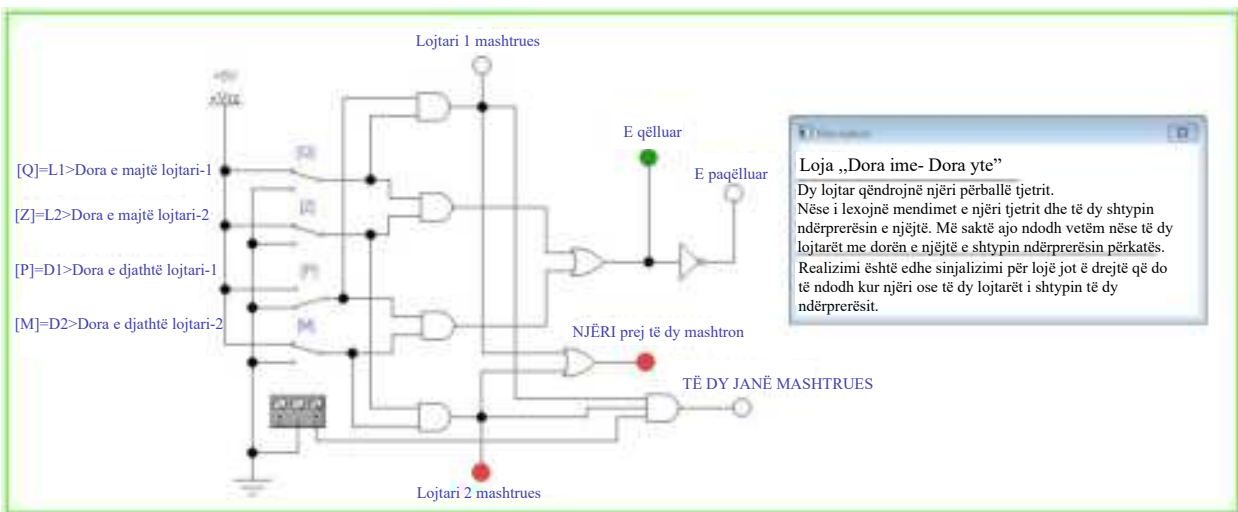 Lojtari 1 mashtrues
+5V
E qëlluar
E paqëlluar
[Q]=L1>Dora e majtë lojtari-1
[Q]
[Z]=L2>Dora e majtë lojtari-2
[Z]
[P]=D1>Dora e djathtë lojtari-1
[P]
[M]=D2>Dora e djathtë lojtari-2
[M]
NJËRI prej të dy mashtron
TË DY JANË MASHTRUES
Lojtari 2 mashtrues
Loja „Dora ime- Dora yte”
Dy lojtar qëndrojnë njëri përballë tjetrit.
Nëse i lexojnë mendimet e njëri tjetrit dhe të dy shtypin
ndërprerësin e njëjtë. Më saktë ajo ndodh vetëm nëse të dy
lojtarët me dorën e njëjtë e shtypin ndërprerësin përkatës.
Realizimi është edhe sinjalizimi për lojë jot ë drejtë që do
të ndodh kur njëri ose të dy lojtarët i shtypin të dy
ndërprerësit.